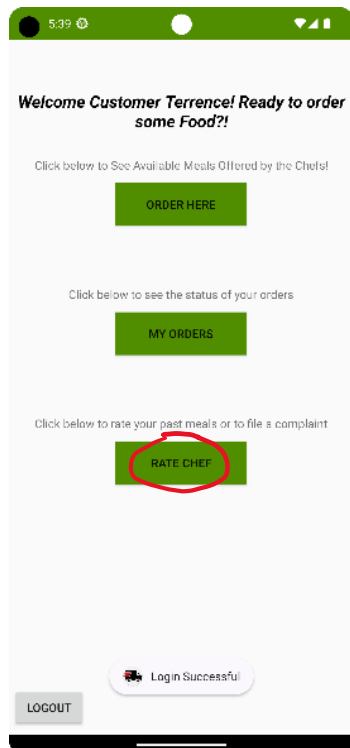 5:39
Welcome Customer Terrence! Ready to order
some Food?!
Click below to See Available Meals Offered by the Chefs!
ORDER HERE
Click below to see the status of your orders
MY ORDERS
Click below to rate your past meals or to file a complaint
RATE CHEF
Login Successful
LOGOUT